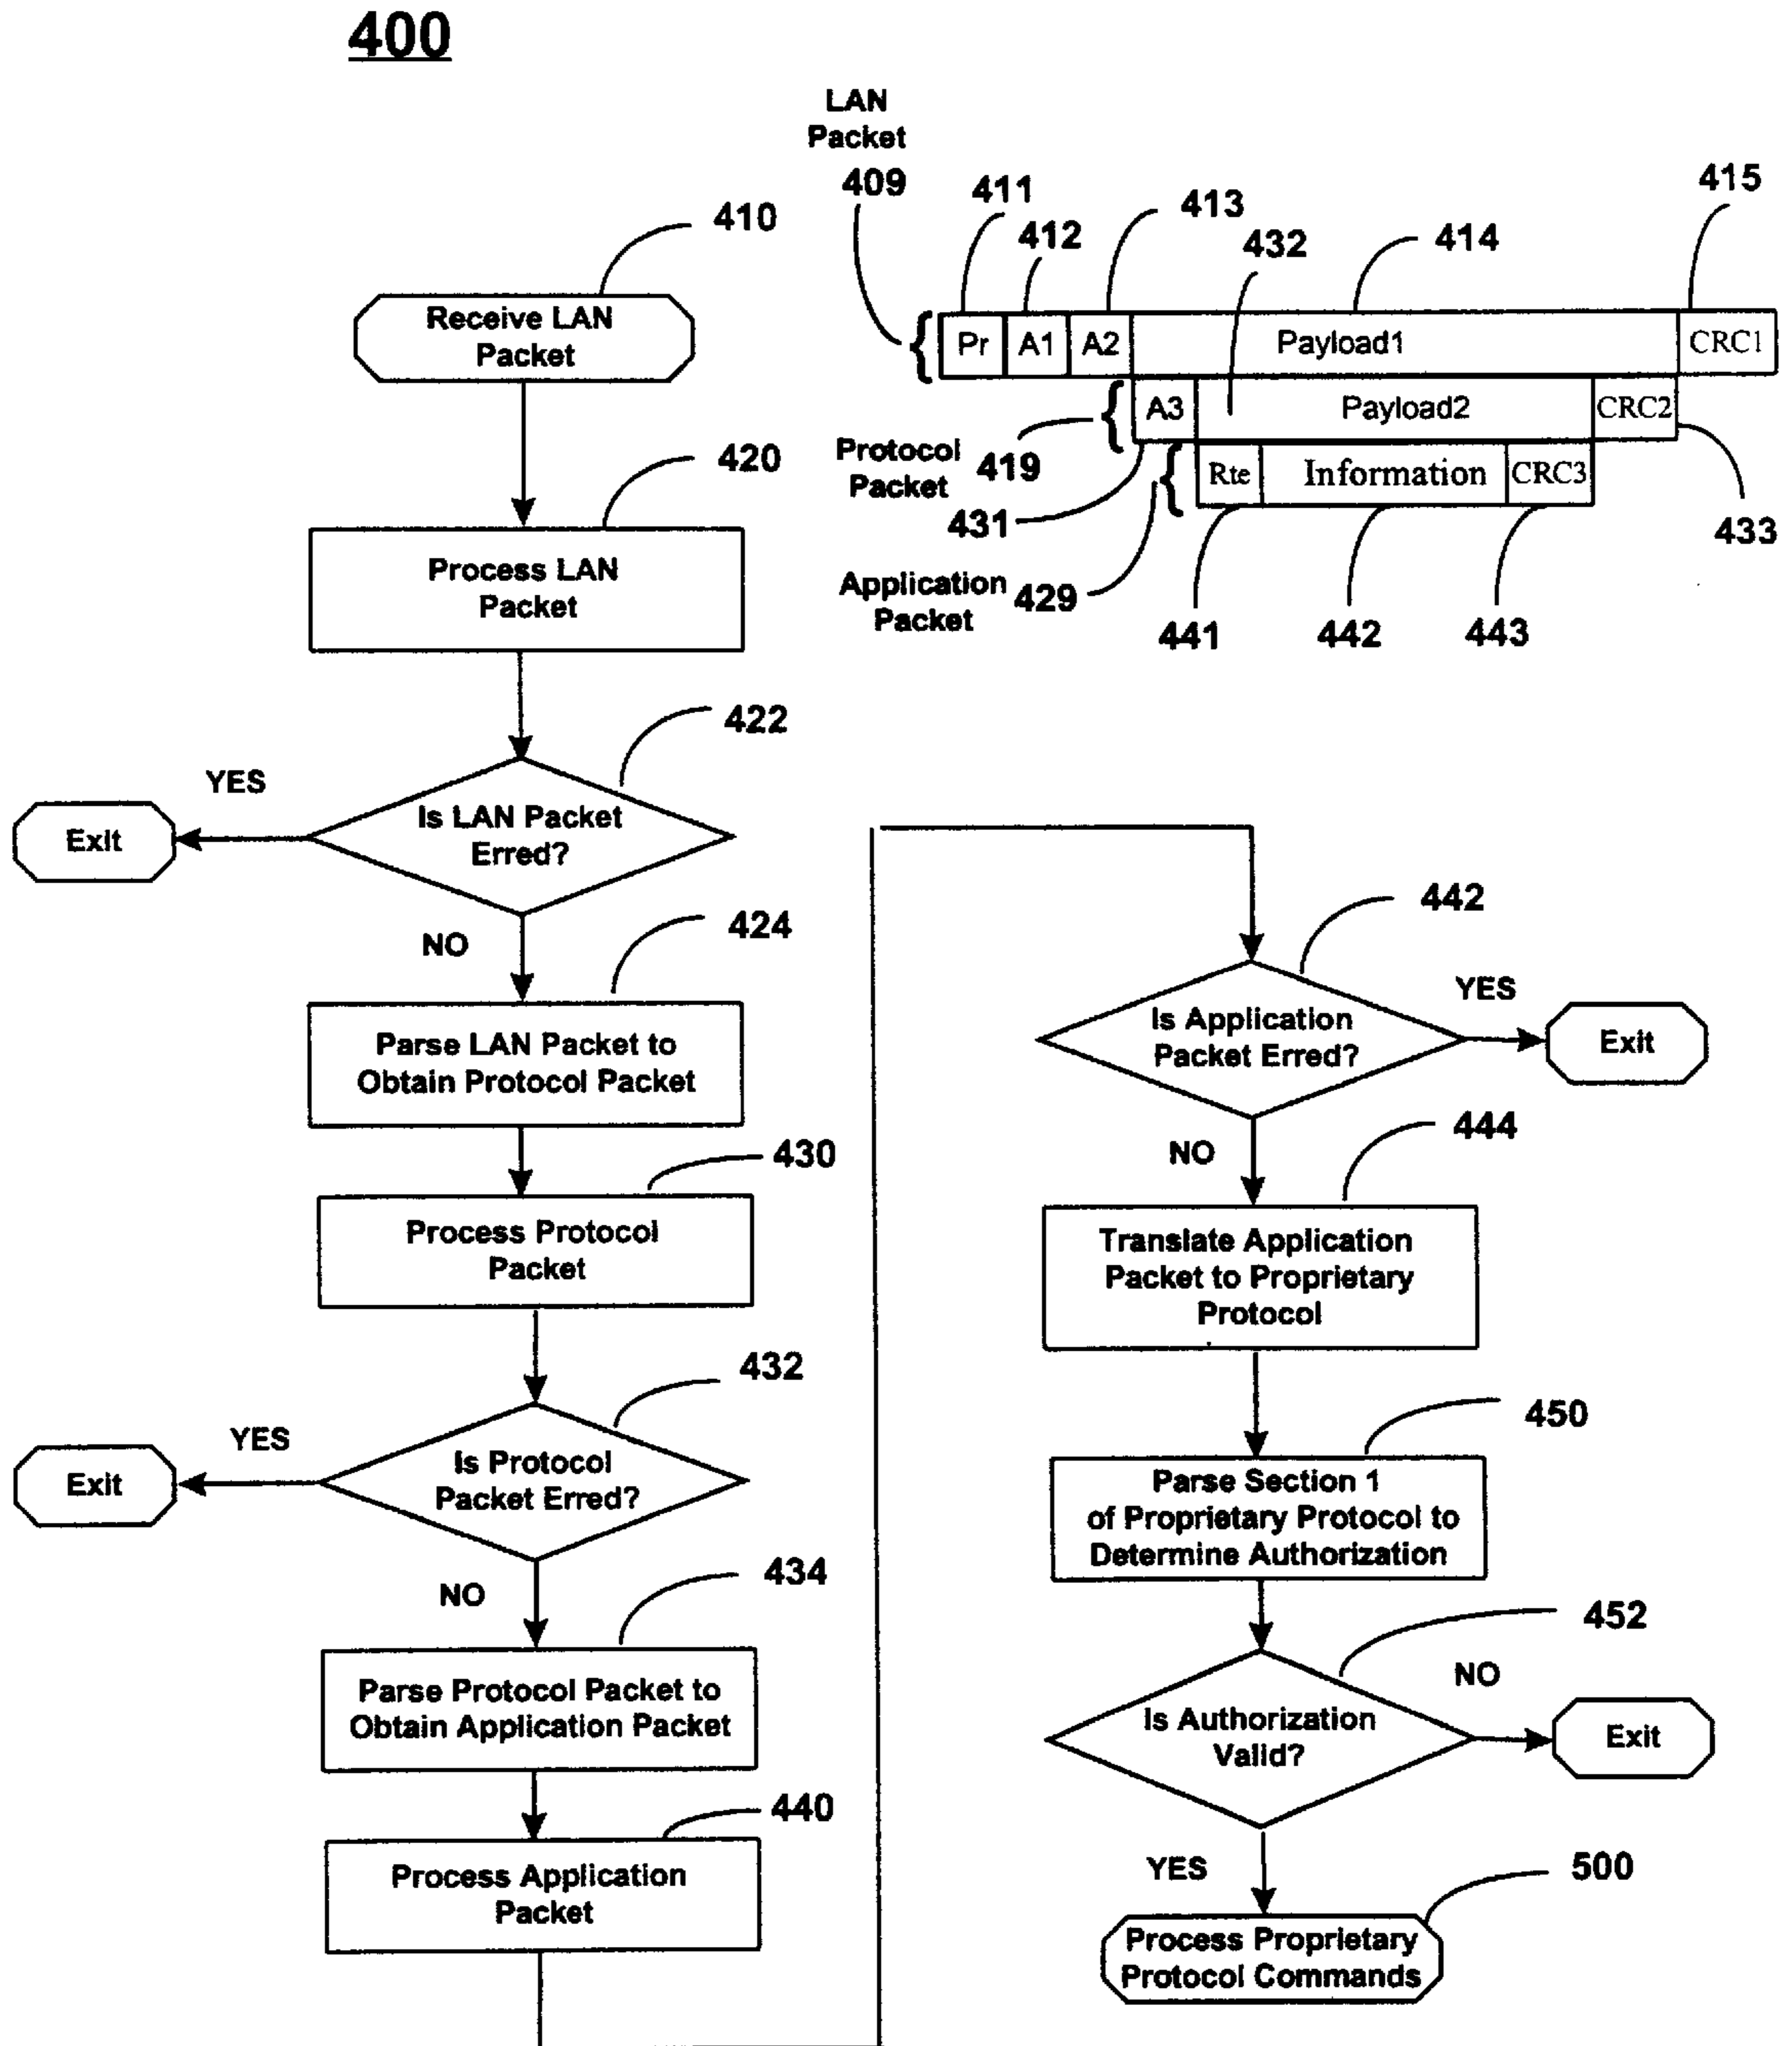 400
LAN
Packet
409
411
412
413
432
414
415
Pr
A1
A2
Payload1
CRC1
A3
Payload2
CRC2
Protocol
Packet
419
431
Rte
Information
CRC3
433
Application
Packet
429
441
442
443
410
Receive LAN
Packet
420
Process LAN
Packet
422
YES
Exit
Is LAN Packet
Erred?
NO
424
Parse LAN Packet to
Obtain Protocol Packet
430
Process Protocol
Packet
432
YES
Exit
Is Protocol
Packet Erred?
NO
434
Parse Protocol Packet to
Obtain Application Packet
440
Process Application
Packet
442
YES
Is Application
Packet Erred?
Exit
NO
444
Translate Application
Packet to Proprietary
Protocol
450
Parse Section 1
of Proprietary Protocol to
Determine Authorization
452
NO
Is Authorization
Valid?
Exit
YES
500
Process Proprietary
Protocol Commands